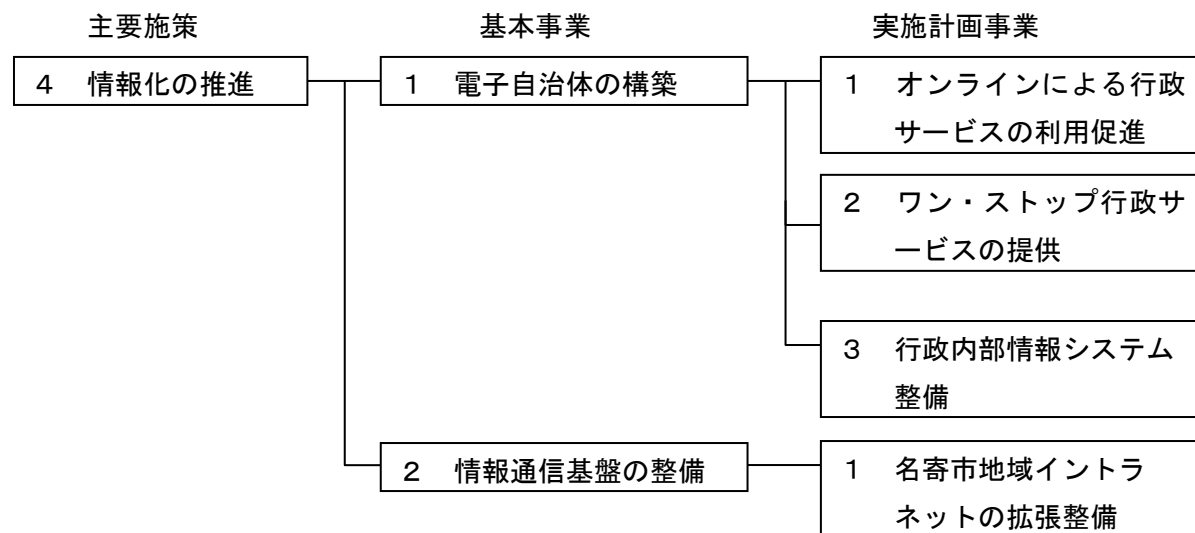 主要施策 基本事業 実施計画事業
4 情報化の推進
1 電子自治体の構築
1 オンラインによる行政
サービスの利用促進
2 ワン・ストップ行政サ
ービスの提供
3 行政内部情報システム
整備
2 情報通信基盤の整備
1 名寄市地域イントラ
ネットの拡張整備